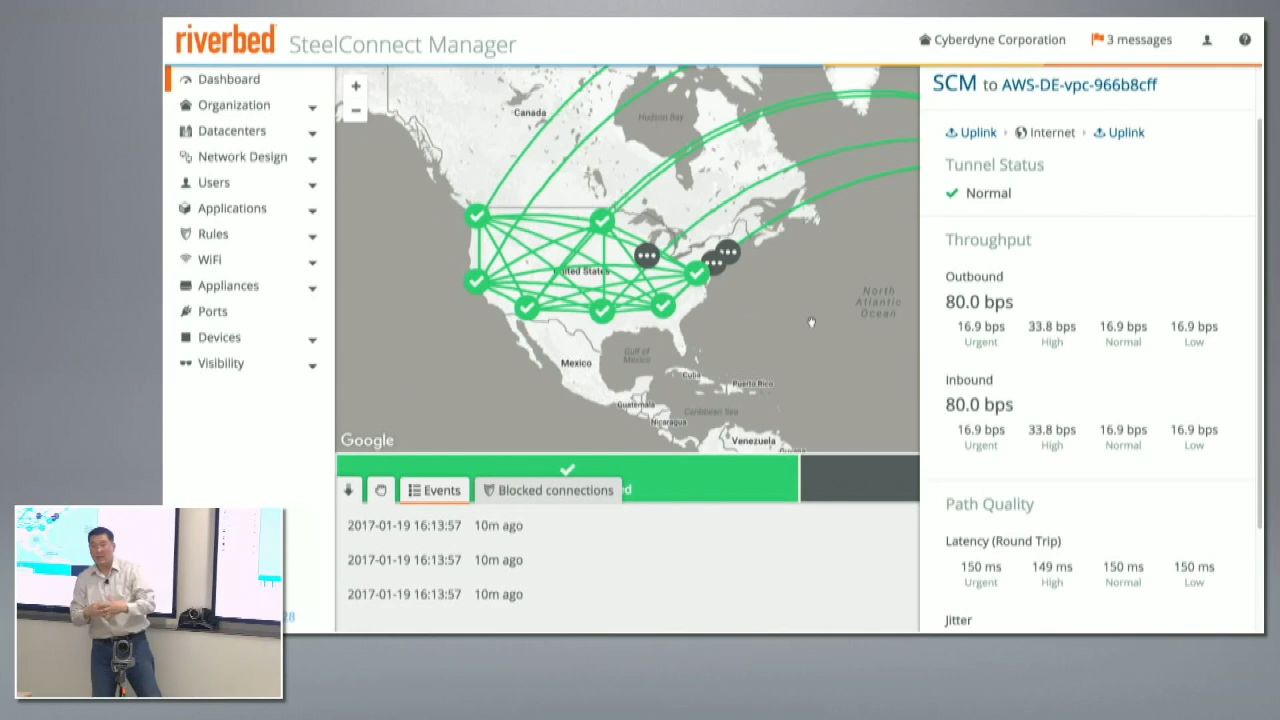 riverbed SteelConnect Manager
Cyberdyne Corporation
3 messages
Dashboard
Organization
Datacenters
Network Design
Users
Applications
Rules
WiFi
Appliances
Ports
Devices
Visibility
+
−
Canada
Hudson Bay
United States
North
Atlantic
Ocean
Mexico
Gulf of
Mexico
Cuba
Puerto Rico
Guatemala
Caribbean Sea
Nicaragua
Venezuela
Guyana
Google
Events
Blocked connections
d
2017-01-19 16:13:57 10m ago
2017-01-19 16:13:57 10m ago
2017-01-19 16:13:57 10m ago
28
SCM to AWS-DE-vpc-966b8cff
Uplink › Internet › Uplink
Tunnel Status
Normal
Throughput
Outbound
80.0 bps
16.9 bps 33.8 bps 16.9 bps 16.9 bps
Urgent High Normal Low
Inbound
80.0 bps
16.9 bps 33.8 bps 16.9 bps 16.9 bps
Urgent High Normal Low
Path Quality
Latency (Round Trip)
150 ms 149 ms 150 ms 150 ms
Urgent High Normal Low
Jitter